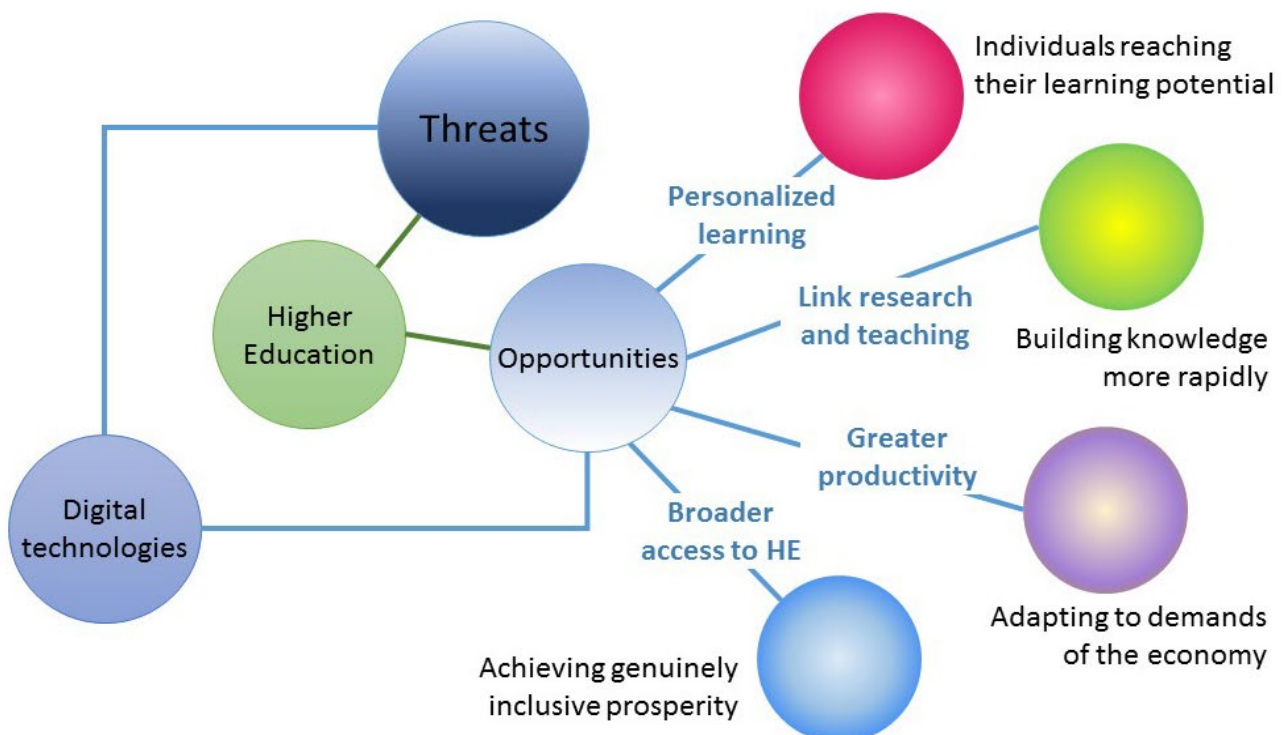 Threats
Higher
Education
Opportunities
Digital
technologies
Personalized
learning
Individuals reaching
their learning potential
Link research
and teaching
Building knowledge
more rapidly
Greater
productivity
Adapting to demands
of the economy
Broader
access to HE
Achieving genuinely
inclusive prosperity